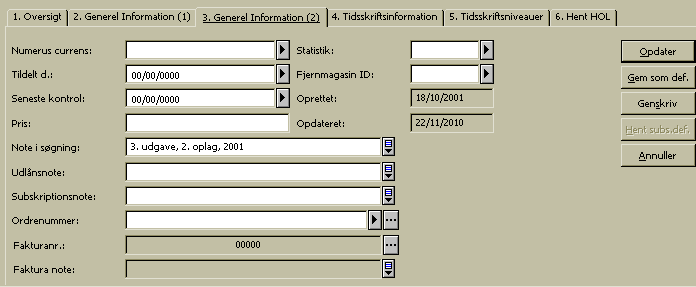 1. Oversigt 2. Generel Information (1) 3. Generel Information (2) 4. Tidsskriftsinformation 5. Tidsskriftsniveauer 6. Hent HOL
Numerus currens: Statistik: Opdater
Tildelt d.: 00/00/0000 Fjernmagasin ID: Gem som def.
Seneste kontrol: 00/00/0000 Oprettet: 18/10/2001 Genskriv
Pris: Opdateret: 22/11/2010 Hent subs.def.
Note i søgning: 3. udgave, 2. oplag, 2001 Annuller
Udlånsnote:
Subskriptionsnote:
Ordrenummer:
Fakturanr.: 00000
Faktura note: